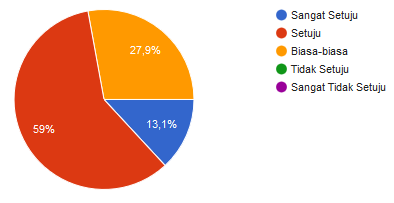 Sangat Setuju
Setuju
Biasa-biasa
Tidak Setuju
Sangat Tidak Setuju
27,9%
13,1%
59%